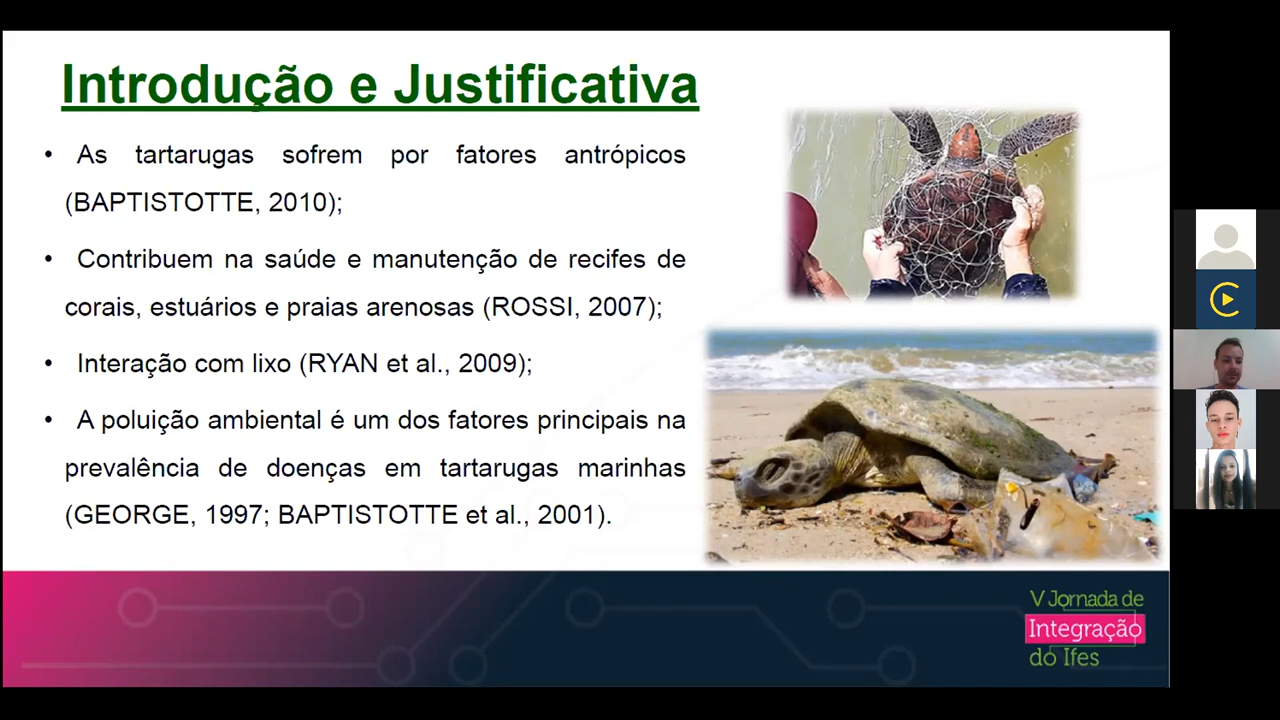 Introdução e Justificativa
• As tartarugas sofrem por fatores antrópicos
(BAPTISTOTTE, 2010);
• Contribuem na saúde e manutenção de recifes de
corais, estuários e praias arenosas (ROSSI, 2007);
• Interação com lixo (RYAN et al., 2009);
• A poluição ambiental é um dos fatores principais na
prevalência de doenças em tartarugas marinhas
(GEORGE, 1997; BAPTISTOTTE et al., 2001).
V Jornada de
Integração
do Ifes